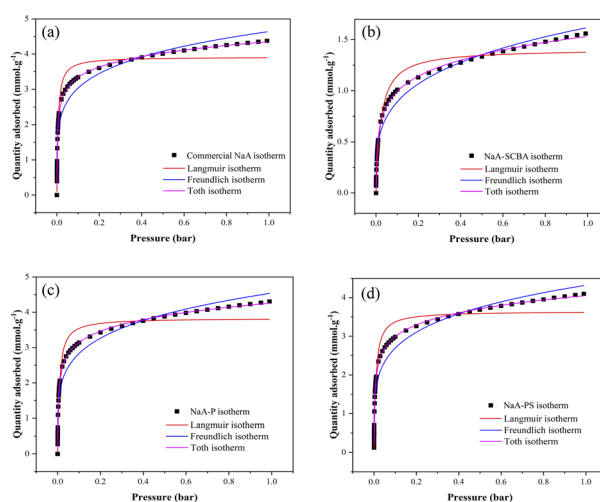 (a)
Quantity adsorbed (mmol.g⁻¹)
5
4
3
2
1
0
Commercial NaA isotherm
Langmuir isotherm
Freundlich isotherm
Toth isotherm
0.0 0.2 0.4 0.6 0.8 1.0
Pressure (bar)
(b)
Quantity adsorbed (mmol.g⁻¹)
1.5
1.0
0.5
0.0
NaA-SCBA isotherm
Langmuir isotherm
Freundlich isotherm
Toth isotherm
0.0 0.2 0.4 0.6 0.8 1.0
Pressure (bar)
(c)
Quantity adsorbed (mmol.g⁻¹)
5
4
3
2
1
0
NaA-P isotherm
Langmuir isotherm
Freundlich isotherm
Toth isotherm
0.0 0.2 0.4 0.6 0.8 1.0
Pressure (bar)
(d)
Quantity adsorbed (mmol.g⁻¹)
4
3
2
1
0
NaA-PS isotherm
Langmuir isotherm
Freundlich isotherm
Toth isotherm
0.0 0.2 0.4 0.6 0.8 1.0
Pressure (bar)